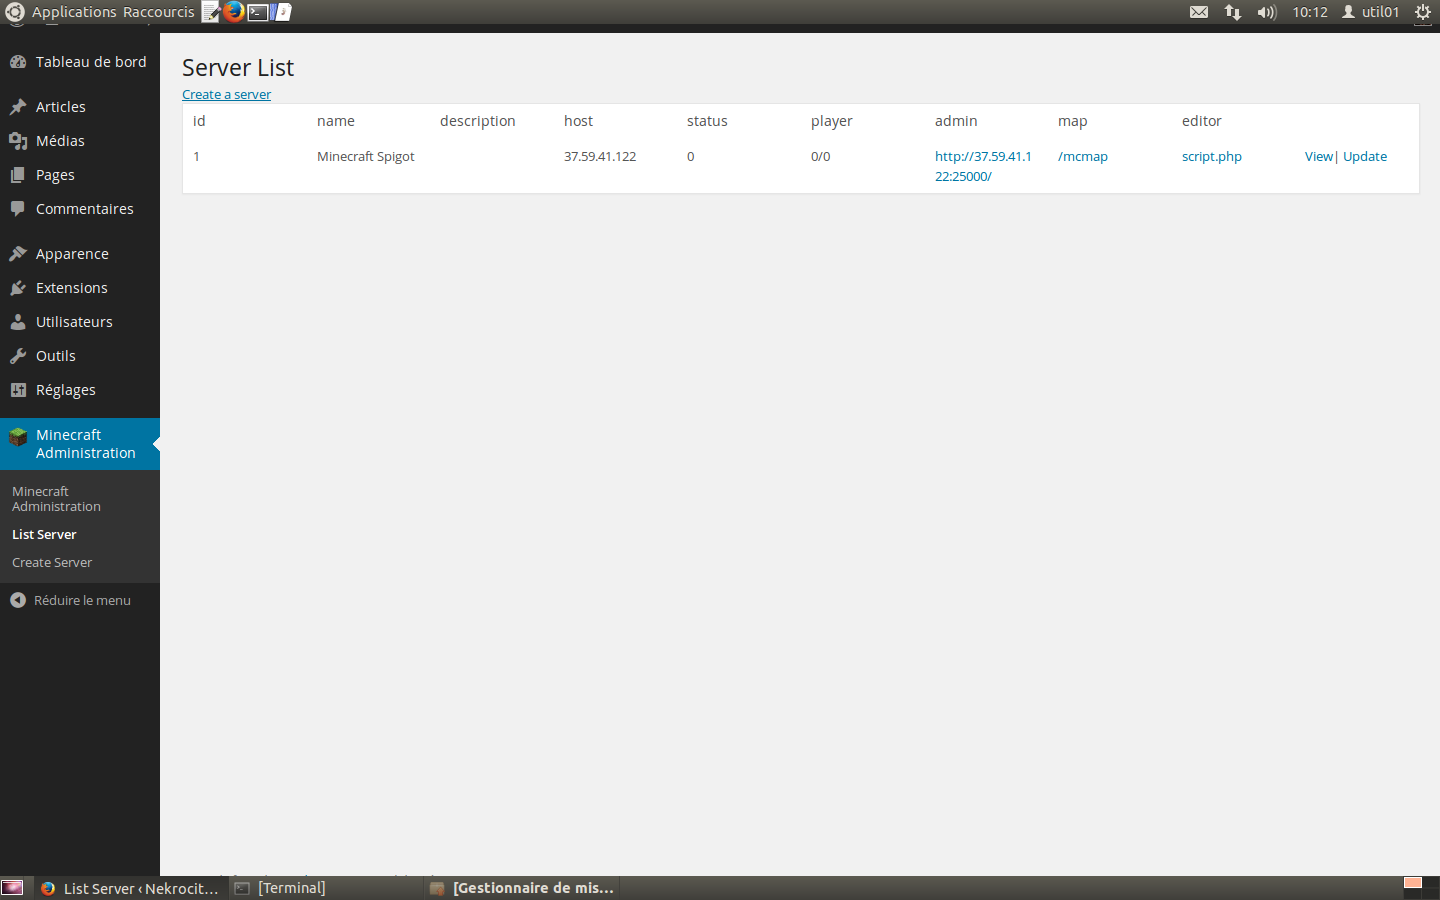 Applications Raccourcis
10:12 util01
Tableau de bord
Articles
Médias
Pages
Commentaires
Apparence
Extensions
Utilisateurs
Outils
Réglages
Minecraft
Administration
Minecraft
Administration
List Server
Create Server
Réduire le menu
Server List
Create a server
id name description host status player admin map editor
1 Minecraft Spigot 37.59.41.122 0 0/0 http://37.59.41.1 /mcmap script.php View| Update
22:25000/
List Server ‹ Nekrocit... [Terminal] [Gestionnaire de mis...